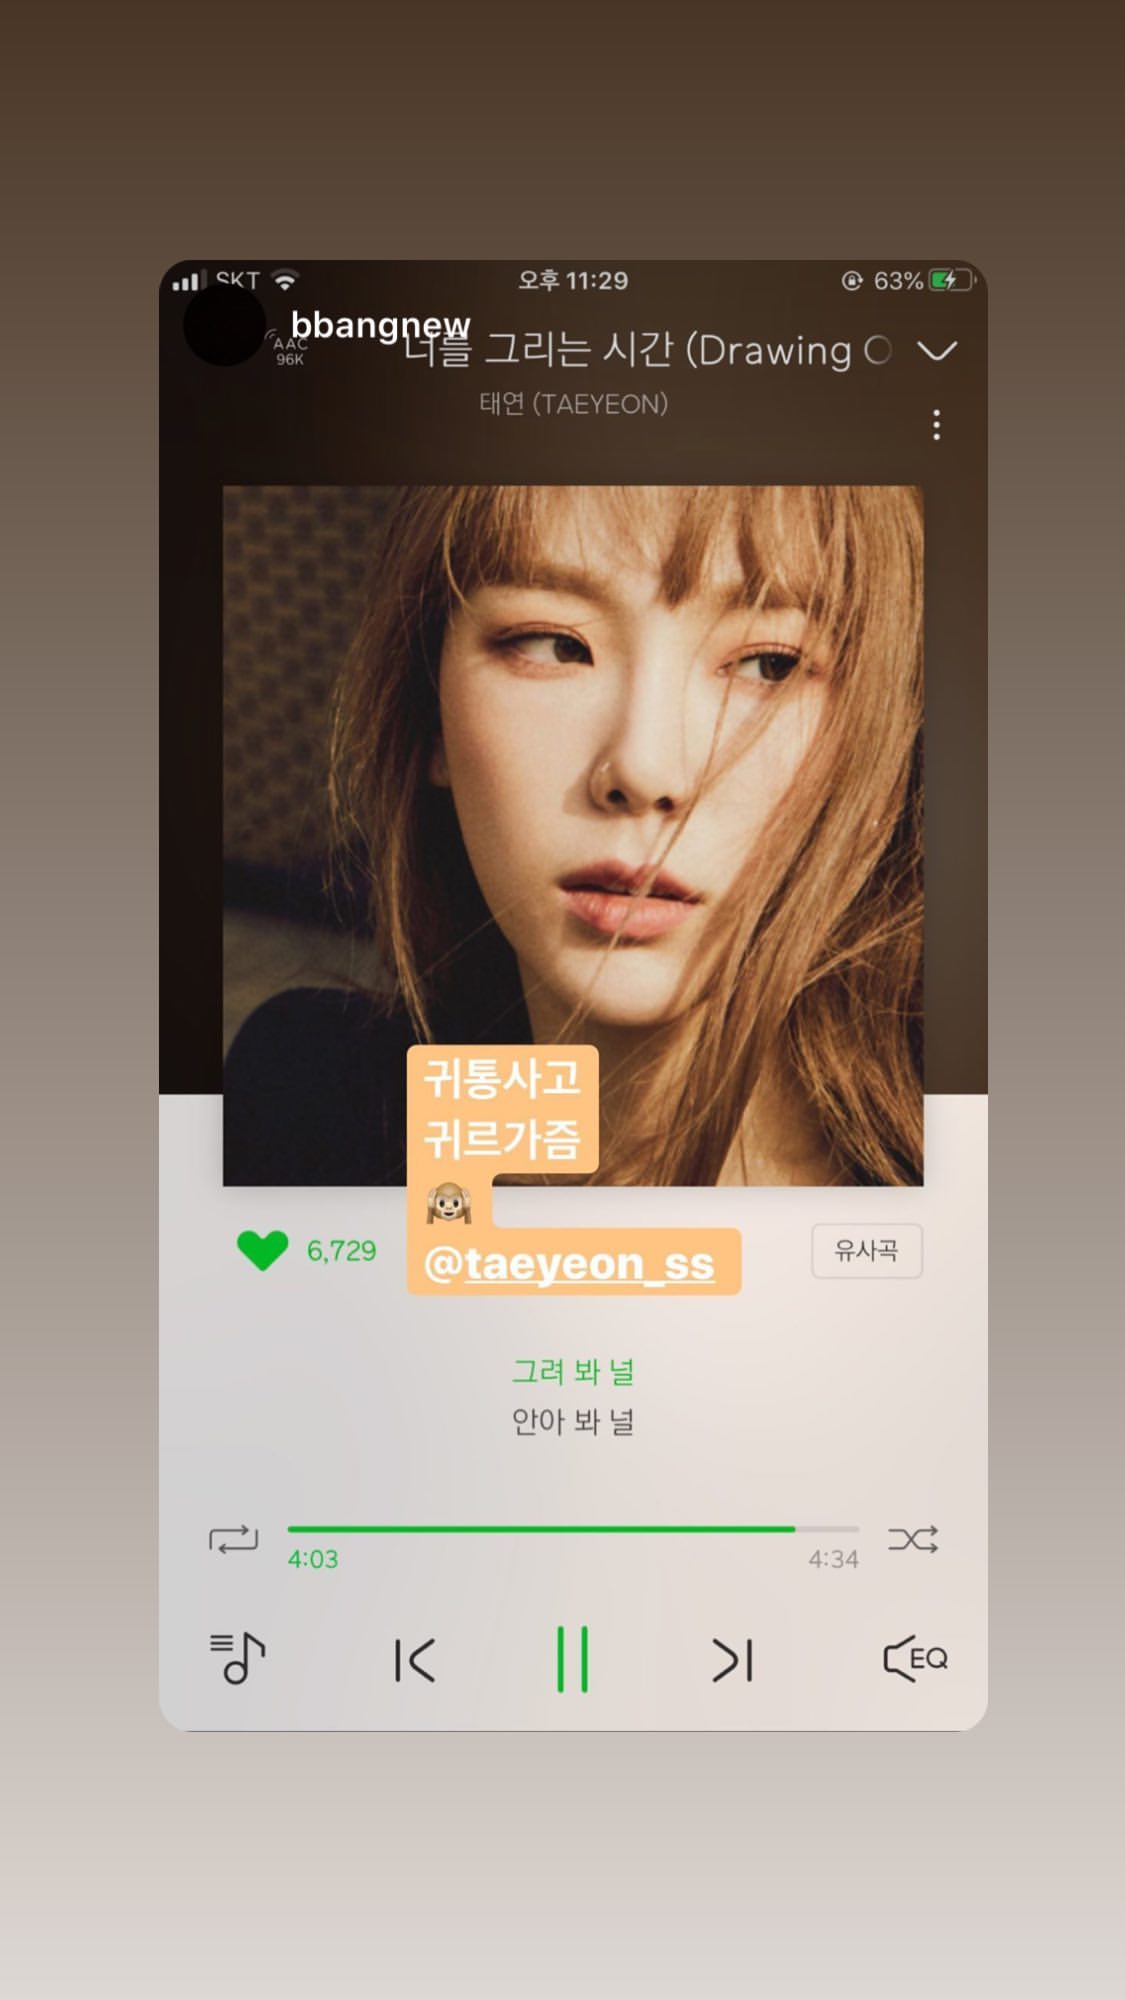 SKT
오후 11:29
63%
bbangnew
AAC
96K
너를 그리는 시간 (Drawing
태연 (TAEYEON)
귀통사고
귀르가즘
🙉
@taeyeon_ss
6,729
유사곡
그려 봐 널
안아 봐 널
4:03
4:34
EQ